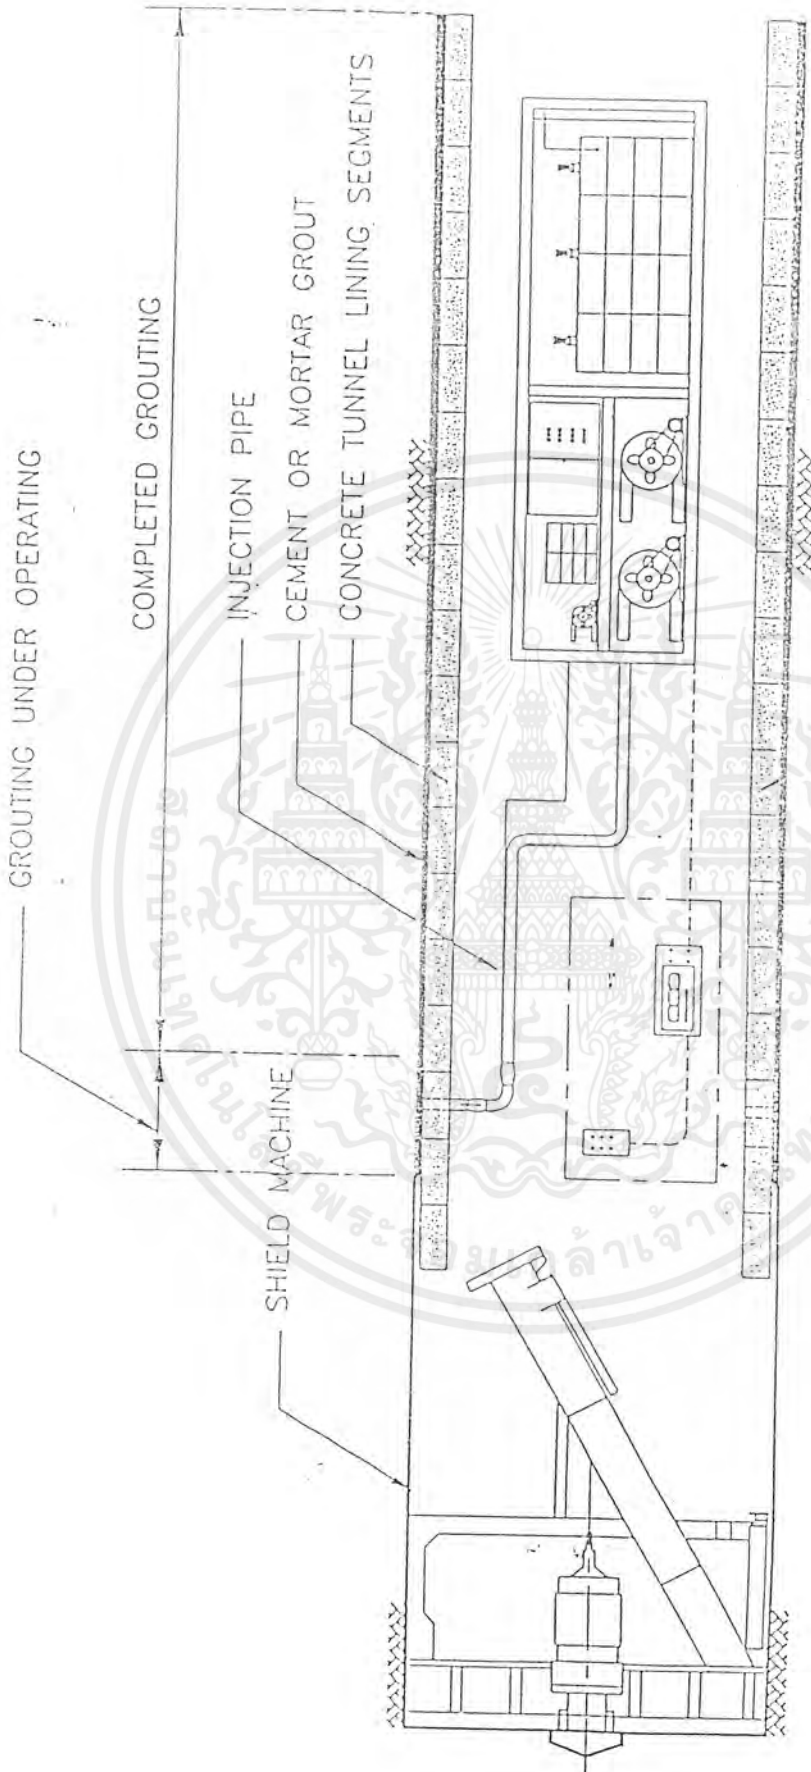 GROUTING UNDER OPERATING
COMPLETED GROUTING
INJECTION PIPE
CEMENT OR MORTAR GROUT
CONCRETE TUNNEL LINING SEGMENTS
SHIELD MACHINE